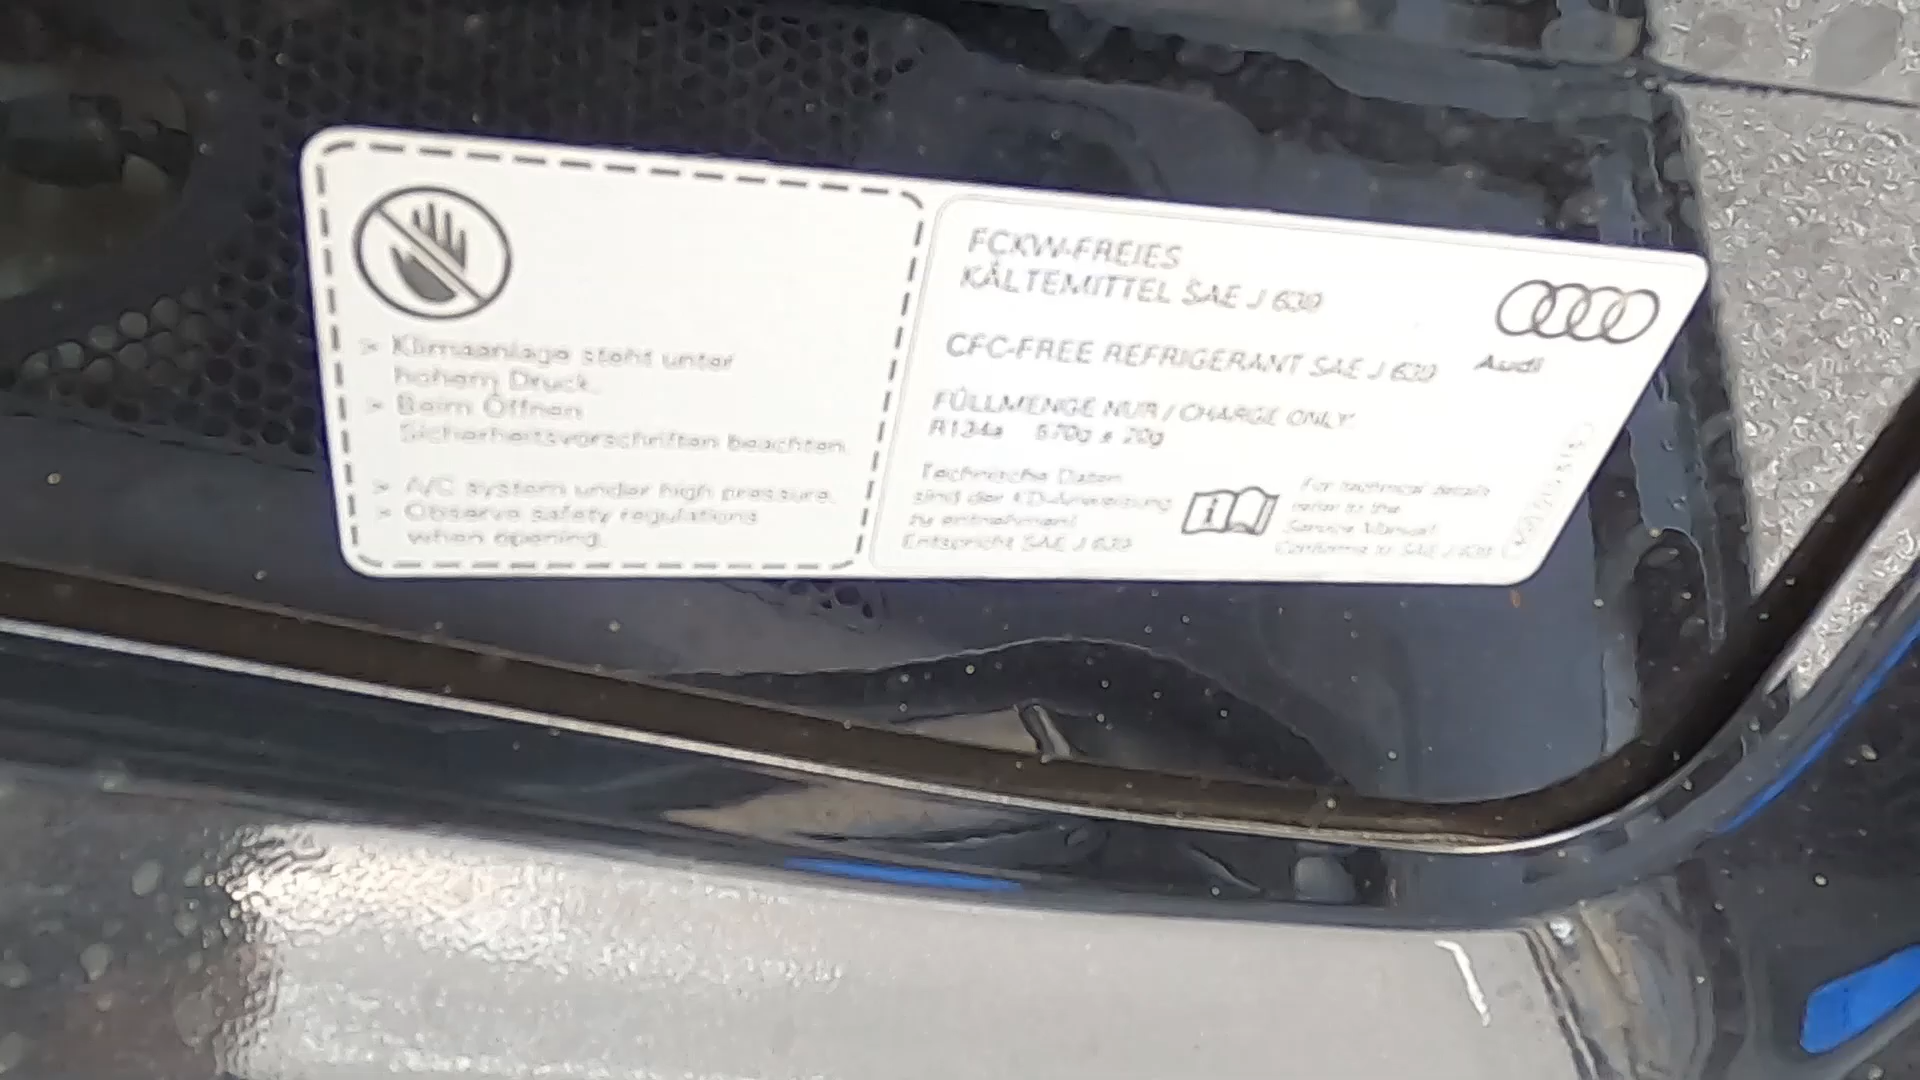 > Klimaanlage steht unter
hohem Druck.
> Beim Öffnen
Sicherheitsvorschriften beachten.
> A/C system under high pressure.
> Observe safety regulations
when opening.
FCKW-FREIES
KÄLTEMITTEL SAE J 639
CFC-FREE REFRIGERANT SAE J 639
FÜLLMENGE NUR / CHARGE ONLY
R134a 570g ± 20g
Technische Daten
sind der KD-Anweisung
zu entnehmen!
Entspricht SAE J 639
For technical details
refer to the
Service Manual!
Conforms to SAE J 639
Audi